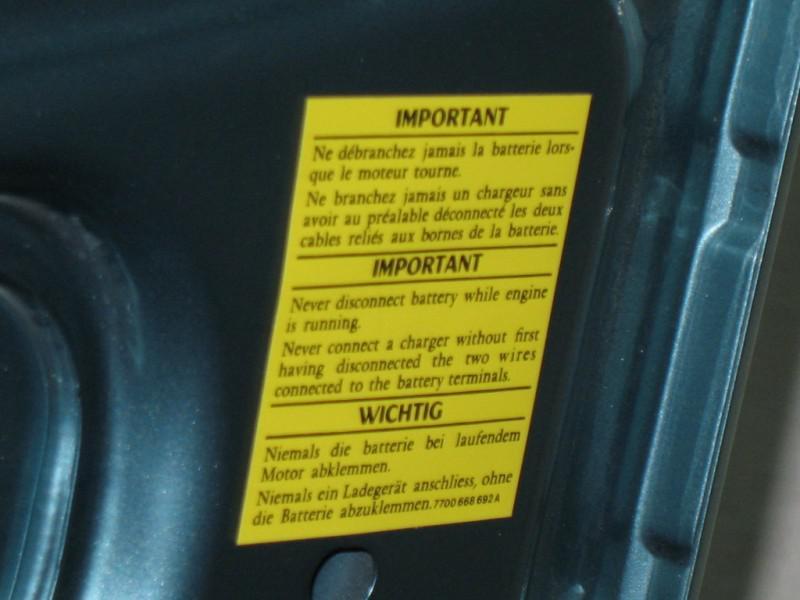 IMPORTANT
Ne débranchez jamais la batterie lors-
que le moteur tourne.
Ne branchez jamais un chargeur sans
avoir au préalable déconnecté les deux
cables reliés aux bornes de la batterie.
IMPORTANT
Never disconnect battery while engine
is running.
Never connect a charger without first
having disconnected the two wires
connected to the battery terminals.
WICHTIG
Niemals die batterie bei laufendem
Motor abklemmen.
Niemals ein Ladegerät anschliess, ohne
die Batterie abzuklemmen. 7700 668 692 A